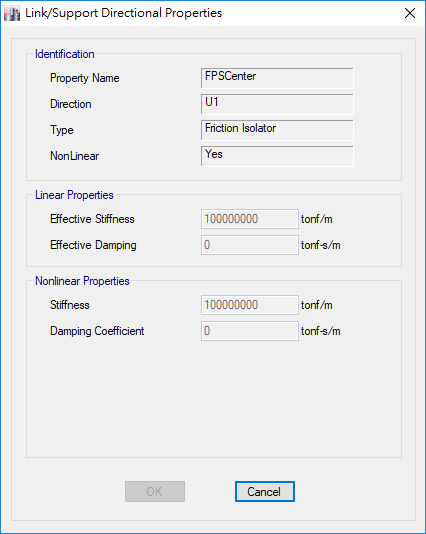 Link/Support Directional Properties
Identification
Property Name FPSCenter
Direction U1
Type Friction Isolator
NonLinear Yes
Linear Properties
Effective Stiffness 100000000 tonf/m
Effective Damping 0 tonf-s/m
Nonlinear Properties
Stiffness 100000000 tonf/m
Damping Coefficient 0 tonf-s/m
OK Cancel